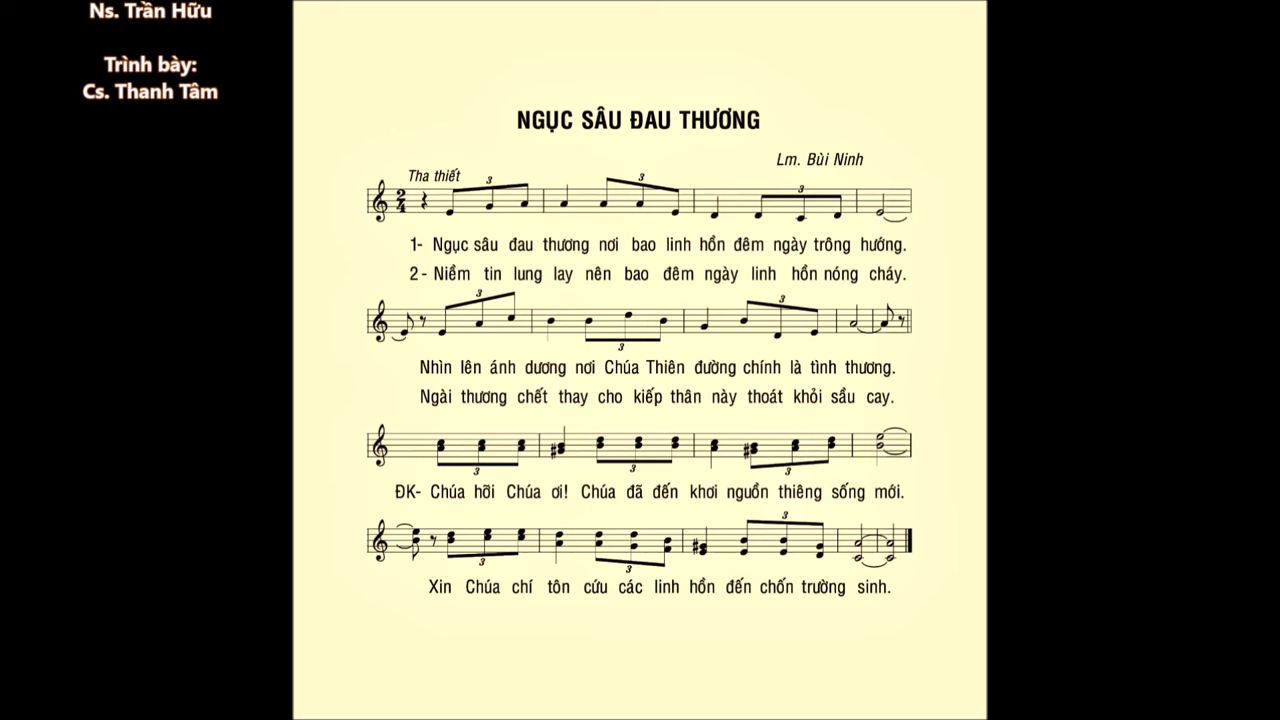 Ns. Trần Hữu
Trình bày:
Cs. Thanh Tâm
NGỤC SÂU ĐAU THƯƠNG
Lm. Bùi Ninh
Tha thiết
1- Ngục sâu đau thương nơi bao linh hồn đêm ngày trông hướng.
2- Niềm tin lung lay nên bao đêm ngày linh hồn nóng cháy.
Nhìn lên ánh dương nơi Chúa Thiên đường chính là tình thương.
Ngài thương chết thay cho kiếp thân này thoát khỏi sầu cay.
ĐK- Chúa hỡi Chúa ơi! Chúa đã đến khơi nguồn thiêng sống mới.
Xin Chúa chí tôn cứu các linh hồn đến chốn trường sinh.